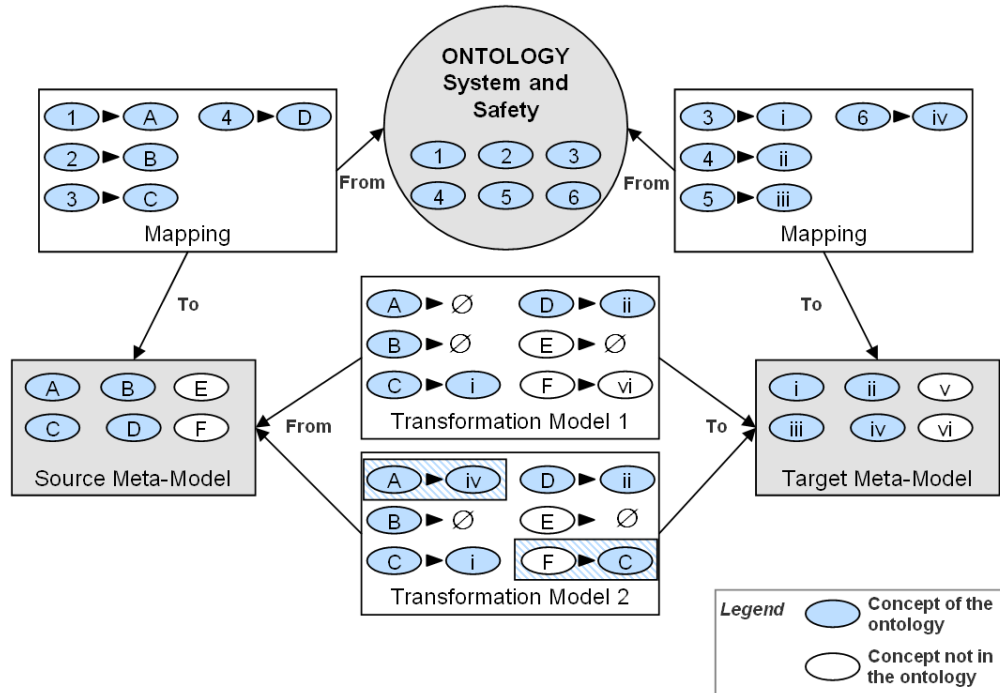 ONTOLOGY
System and
Safety
1 2 3
4 5 6
1 ► A 4 ► D
2 ► B
3 ► C
Mapping
From
To
3 ► i 6 ► iv
4 ► ii
5 ► iii
Mapping
From
To
A ► ∅ D ► ii
B ► ∅ E ► ∅
C ► i F ► vi
Transformation Model 1
A B E
C D F
Source Meta-Model
From
To
i ii v
iii iv vi
Target Meta-Model
A ► iv D ► ii
B ► ∅ E ► ∅
C ► i F ► C
Transformation Model 2
Legend
Concept of the
ontology
Concept not in
the ontology